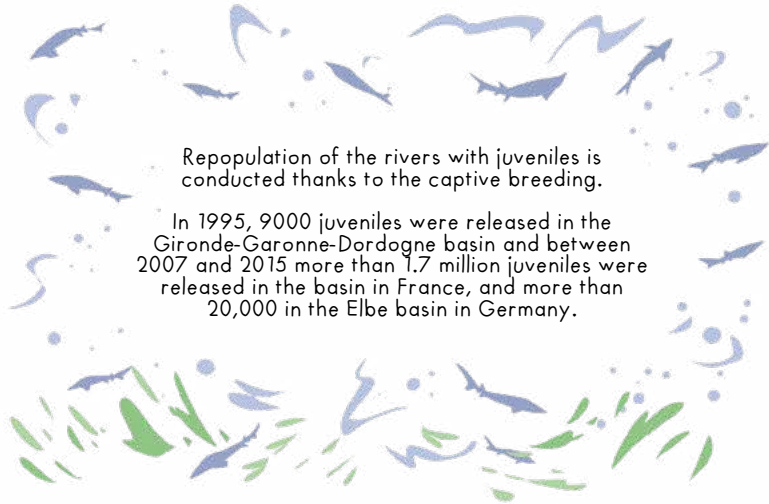 Repopulation of the rivers with juveniles is
conducted thanks to the captive breeding.
In 1995, 9000 juveniles were released in the
Gironde-Garonne-Dordogne basin and between
2007 and 2015 more than 1.7 million juveniles were
released in the basin in France, and more than
20,000 in the Elbe basin in Germany.